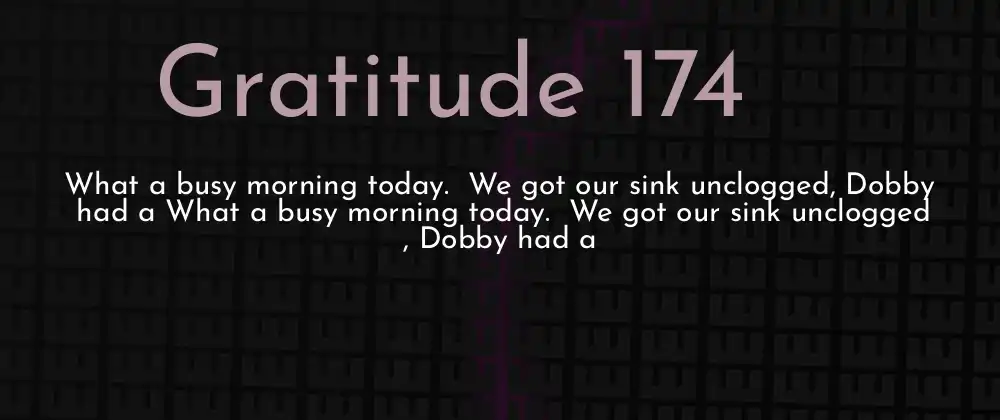 Gratitude 174
What a busy morning today.  We got our sink unclogged, Dobby
had a What a busy morning today.  We got our sink unclogged
, Dobby had a